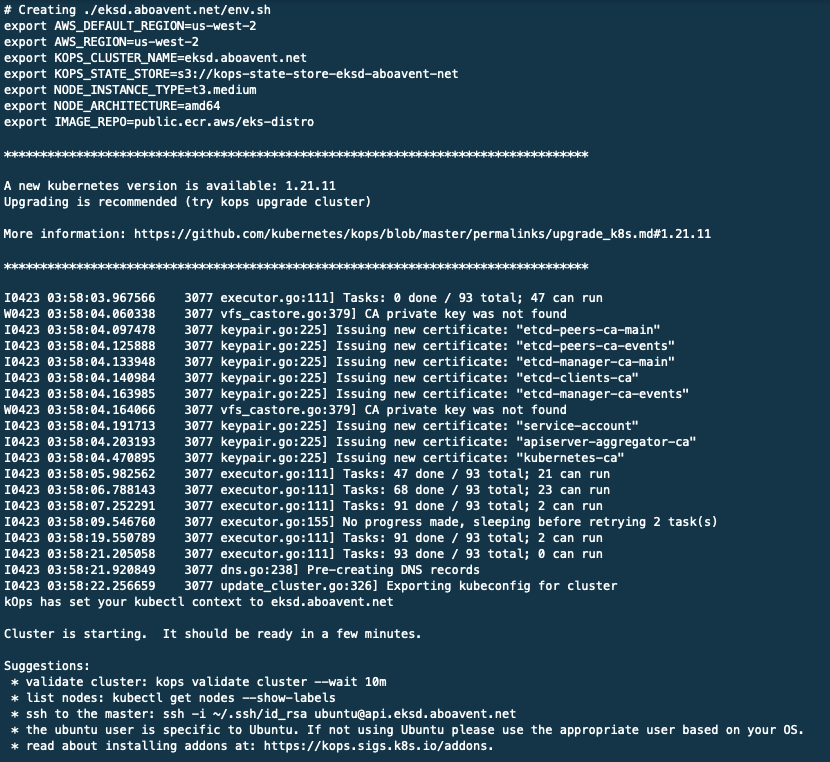 # Creating ./eksd.aboavent.net/env.sh
export AWS_DEFAULT_REGION=us-west-2
export AWS_REGION=us-west-2
export KOPS_CLUSTER_NAME=eksd.aboavent.net
export KOPS_STATE_STORE=s3://kops-state-store-eksd-aboavent-net
export NODE_INSTANCE_TYPE=t3.medium
export NODE_ARCHITECTURE=amd64
export IMAGE_REPO=public.ecr.aws/eks-distro
*********************************************************************************
A new kubernetes version is available: 1.21.11
Upgrading is recommended (try kops upgrade cluster)
More information: https://github.com/kubernetes/kops/blob/master/permalinks/upgrade_k8s.md#1.21.11
*********************************************************************************
I0423 03:58:03.967566    3077 executor.go:111] Tasks: 0 done / 93 total; 47 can run
W0423 03:58:04.060338    3077 vfs_castore.go:379] CA private key was not found
I0423 03:58:04.097478    3077 keypair.go:225] Issuing new certificate: "etcd-peers-ca-main"
I0423 03:58:04.125888    3077 keypair.go:225] Issuing new certificate: "etcd-peers-ca-events"
I0423 03:58:04.133948    3077 keypair.go:225] Issuing new certificate: "etcd-manager-ca-main"
I0423 03:58:04.140984    3077 keypair.go:225] Issuing new certificate: "etcd-clients-ca"
I0423 03:58:04.163985    3077 keypair.go:225] Issuing new certificate: "etcd-manager-ca-events"
W0423 03:58:04.164066    3077 vfs_castore.go:379] CA private key was not found
I0423 03:58:04.191713    3077 keypair.go:225] Issuing new certificate: "service-account"
I0423 03:58:04.203193    3077 keypair.go:225] Issuing new certificate: "apiserver-aggregator-ca"
I0423 03:58:04.470895    3077 keypair.go:225] Issuing new certificate: "kubernetes-ca"
I0423 03:58:05.982562    3077 executor.go:111] Tasks: 47 done / 93 total; 21 can run
I0423 03:58:06.788143    3077 executor.go:111] Tasks: 68 done / 93 total; 23 can run
I0423 03:58:07.252291    3077 executor.go:111] Tasks: 91 done / 93 total; 2 can run
I0423 03:58:09.546760    3077 executor.go:155] No progress made, sleeping before retrying 2 task(s)
I0423 03:58:19.550789    3077 executor.go:111] Tasks: 91 done / 93 total; 2 can run
I0423 03:58:21.205058    3077 executor.go:111] Tasks: 93 done / 93 total; 0 can run
I0423 03:58:21.920849    3077 dns.go:238] Pre-creating DNS records
I0423 03:58:22.256659    3077 update_cluster.go:326] Exporting kubeconfig for cluster
kOps has set your kubectl context to eksd.aboavent.net
Cluster is starting.  It should be ready in a few minutes.
Suggestions:
* validate cluster: kops validate cluster --wait 10m
* list nodes: kubectl get nodes --show-labels
* ssh to the master: ssh -i ~/.ssh/id_rsa ubuntu@api.eksd.aboavent.net
* the ubuntu user is specific to Ubuntu. If not using Ubuntu please use the appropriate user based on your OS.
* read about installing addons at: https://kops.sigs.k8s.io/addons.